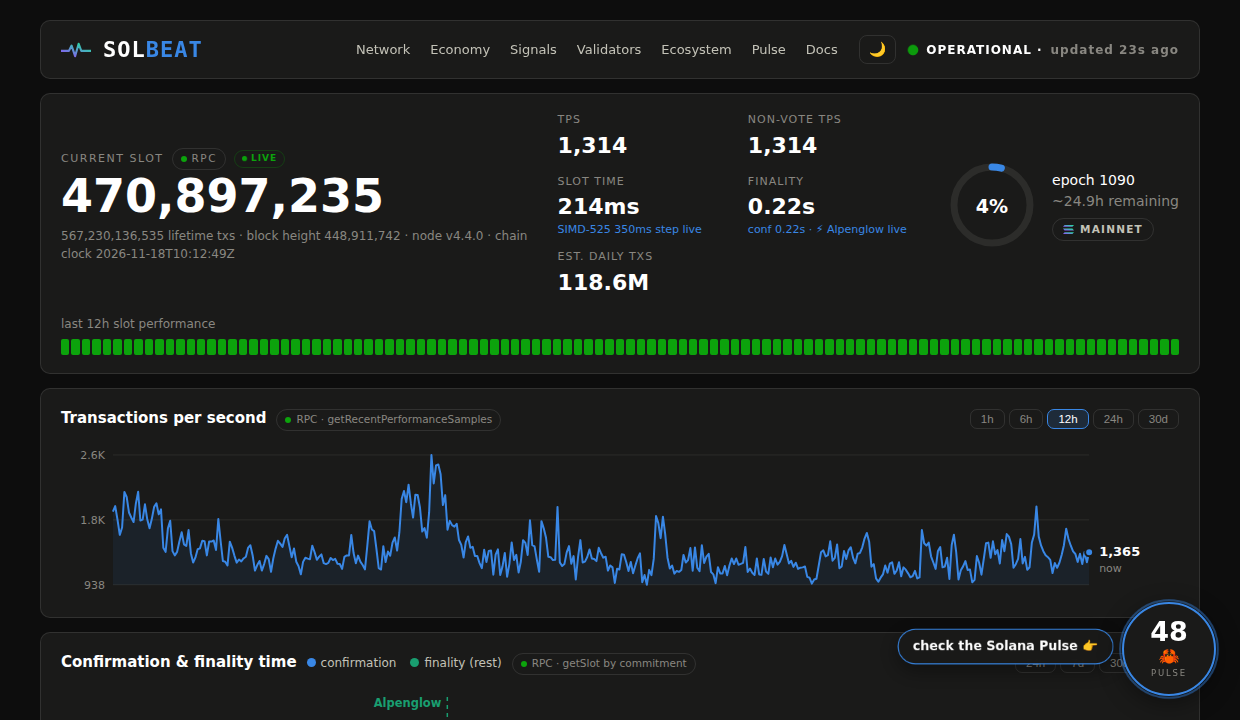 SOLBEAT
Network Economy Signals Validators Ecosystem Pulse Docs
🌙
OPERATIONAL · updated 23s ago
CURRENT SLOT RPC LIVE
470,897,235
567,230,136,535 lifetime txs · block height 448,911,742 · node v4.4.0 · chain
clock 2026-11-18T10:12:49Z
TPS
1,314
NON-VOTE TPS
1,314
SLOT TIME
214ms
SIMD-525 350ms step live
FINALITY
0.22s
conf 0.22s · ⚡ Alpenglow live
EST. DAILY TXS
118.6M
4%
epoch 1090
~24.9h remaining
MAINNET
last 12h slot performance
Transactions per second RPC · getRecentPerformanceSamples
1h 6h 12h 24h 30d
2.6K
1.8K
938
1,365
now
Confirmation & finality time confirmation finality (rest) RPC · getSlot by commitment
Alpenglow
check the Solana Pulse 👉
48
🦀
PULSE